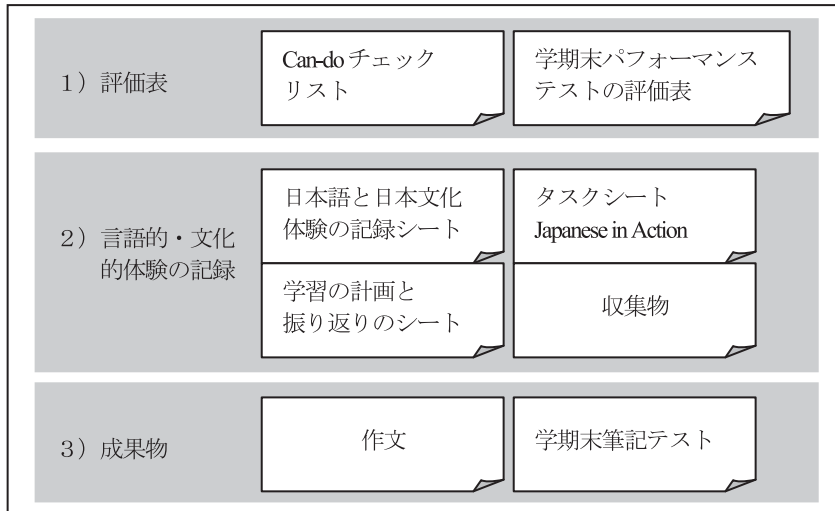 1）評価表
Can-do チェック
リスト
学期末パフォーマンス
テストの評価表
2）言語的・文化
的体験の記録
日本語と日本文化
体験の記録シート
タスクシート
Japanese in Action
学習の計画と
振り返りのシート
収集物
3）成果物
作文
学期末筆記テスト